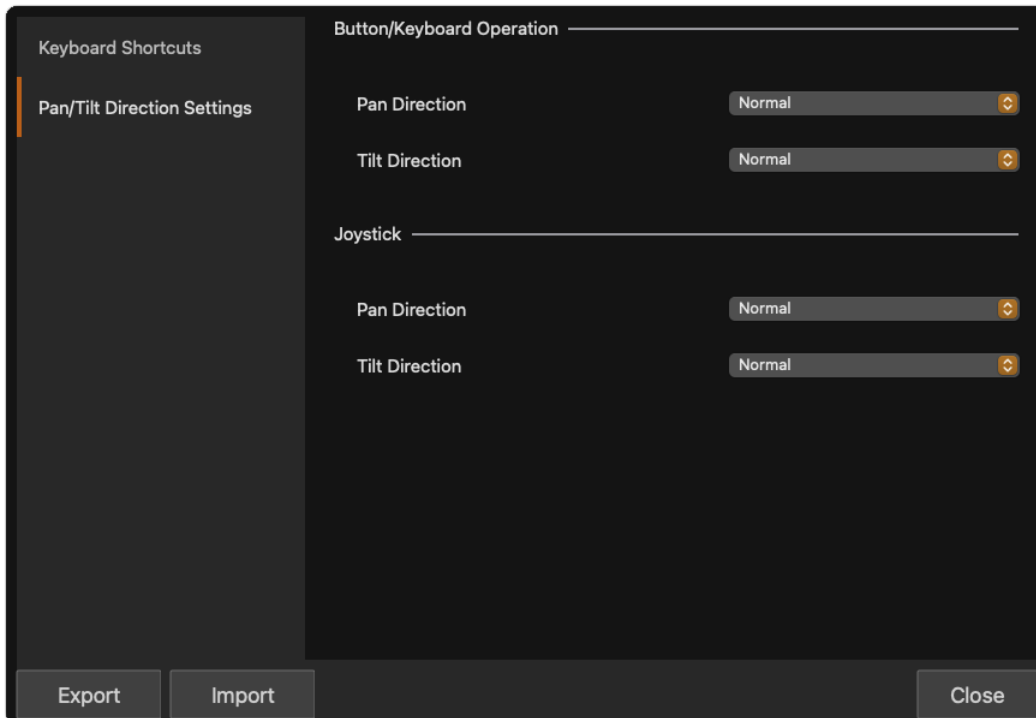 Keyboard Shortcuts
Pan/Tilt Direction Settings
Button/Keyboard Operation
Pan Direction Normal
Tilt Direction Normal
Joystick
Pan Direction Normal
Tilt Direction Normal
Export Import Close